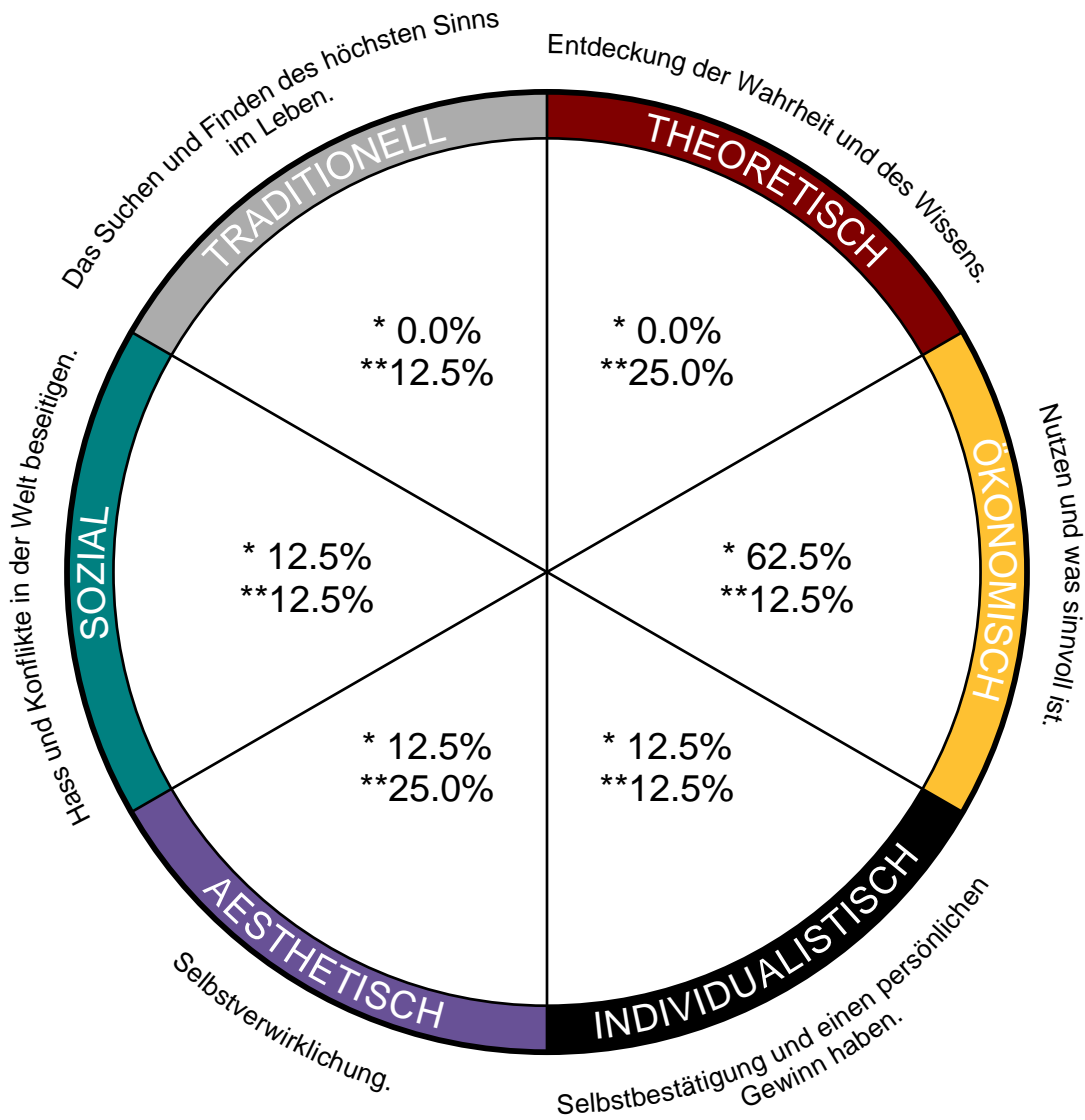 Das Suchen und Finden des höchsten Sinns
im Leben.
Entdeckung der Wahrheit und des Wissens.
TRADITIONELL
THEORETISCH
* 0.0%
**12.5%
* 0.0%
**25.0%
Hass und Konflikte in der Welt beseitigen.
SOZIAL
* 12.5%
**12.5%
* 62.5%
**12.5%
ÖKONOMISCH
Nutzen und was sinnvoll ist.
* 12.5%
**25.0%
* 12.5%
**12.5%
AESTHETISCH
INDIVIDUALISTISCH
Selbstverwirklichung.
Selbstbestätigung und einen persönlichen
Gewinn haben.